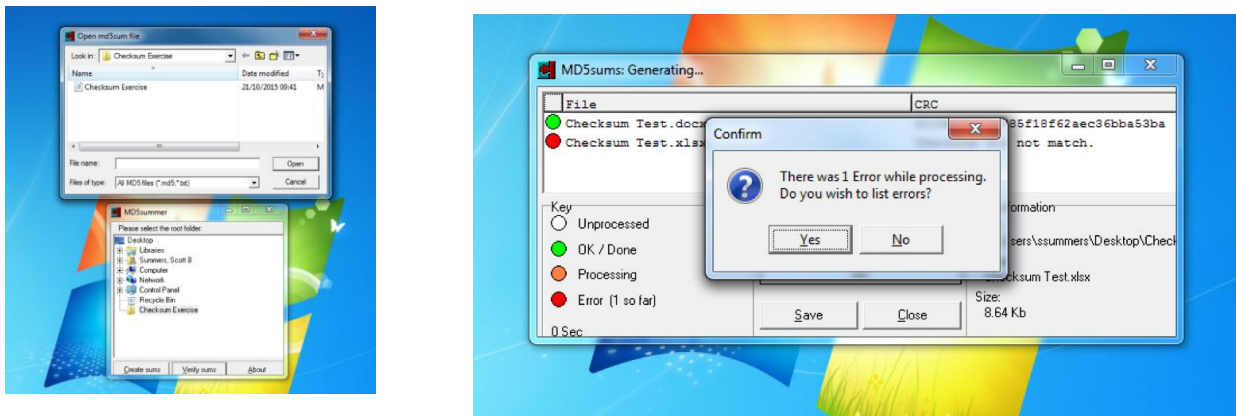 Open md5sum file
Look in: Checksum Exercise
Name Date modified
Checksum Exercise 21/10/2015 09:41 M
File name: Open
Files of type: All MD5 files (*.md5;*.txt) Cancel
MD5summer
Please select the root folder
Desktop
Libraries
Summers, Scott B
Computer
Network
Control Panel
Recycle Bin
Checksum Exercise
Create sums Verify sums About
MD5sums: Generating...
File CRC
Checksum Test.docx 85f18f62aec36bba53ba
Checksum Test.xlsx not match.
Confirm
There was 1 Error while processing.
Do you wish to list errors?
Yes No
Key formation
Unprocessed
OK / Done sers\ssummers\Desktop\Check
Processing cksum Test.xlsx
Error (1 so far) Size:
8.64 Kb
Save Close
0 Sec